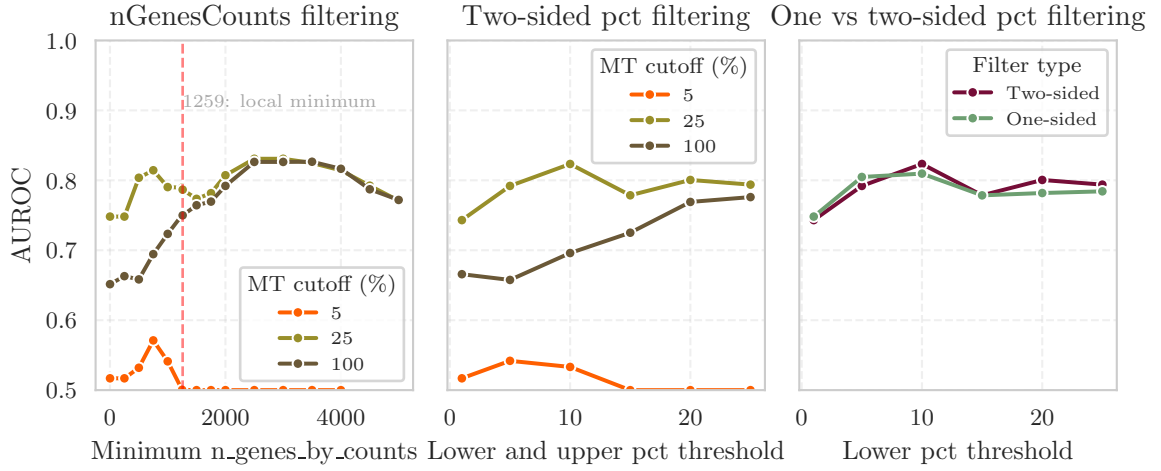 nGenesCounts filtering
Two-sided pct filtering
One vs two-sided pct filtering
AUROC
1.0
0.9
0.8
0.7
0.6
0.5
1259: local minimum
MT cutoff (%)
5
25
100
0
2000
4000
Minimum n_genes_by_counts
MT cutoff (%)
5
25
100
0
10
20
Lower and upper pct threshold
Filter type
Two-sided
One-sided
0
10
20
Lower pct threshold